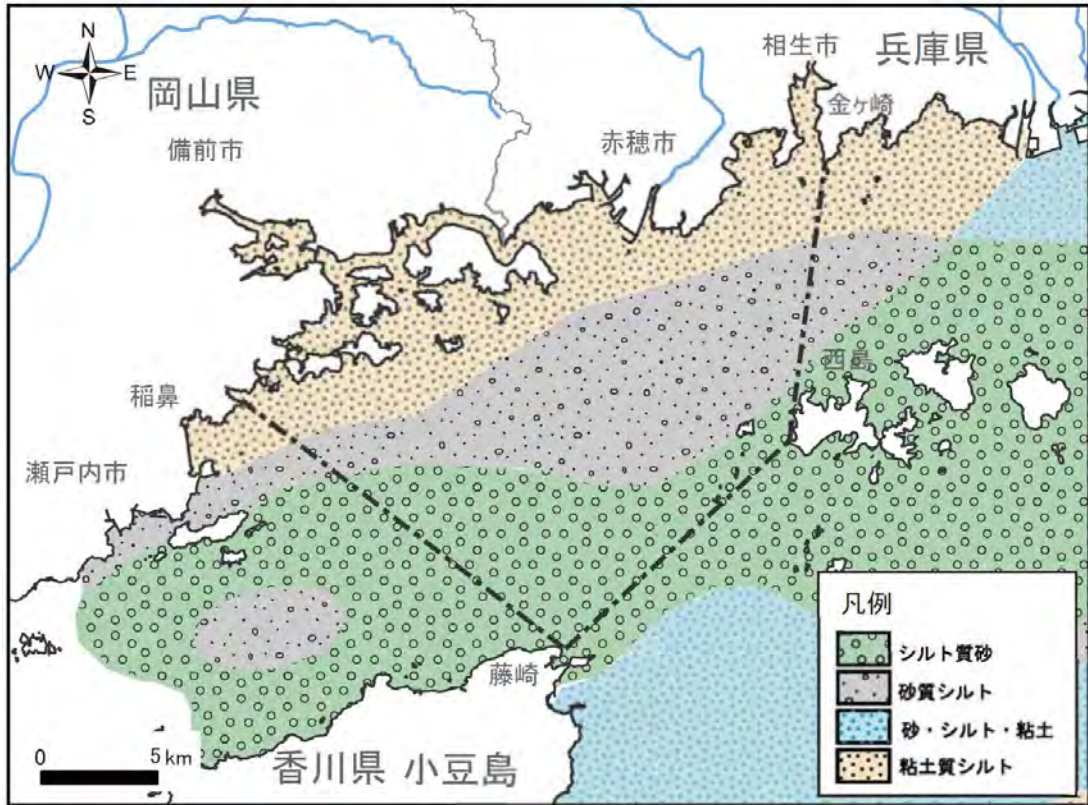 N
W E
S
岡山県
備前市
相生市
兵庫県
金ヶ崎
赤穂市
西島
稲鼻
瀬戸内市
藤崎
香川県 小豆島
0 5 km
凡例
シルト質砂
砂質シルト
砂・シルト・粘土
粘土質シルト